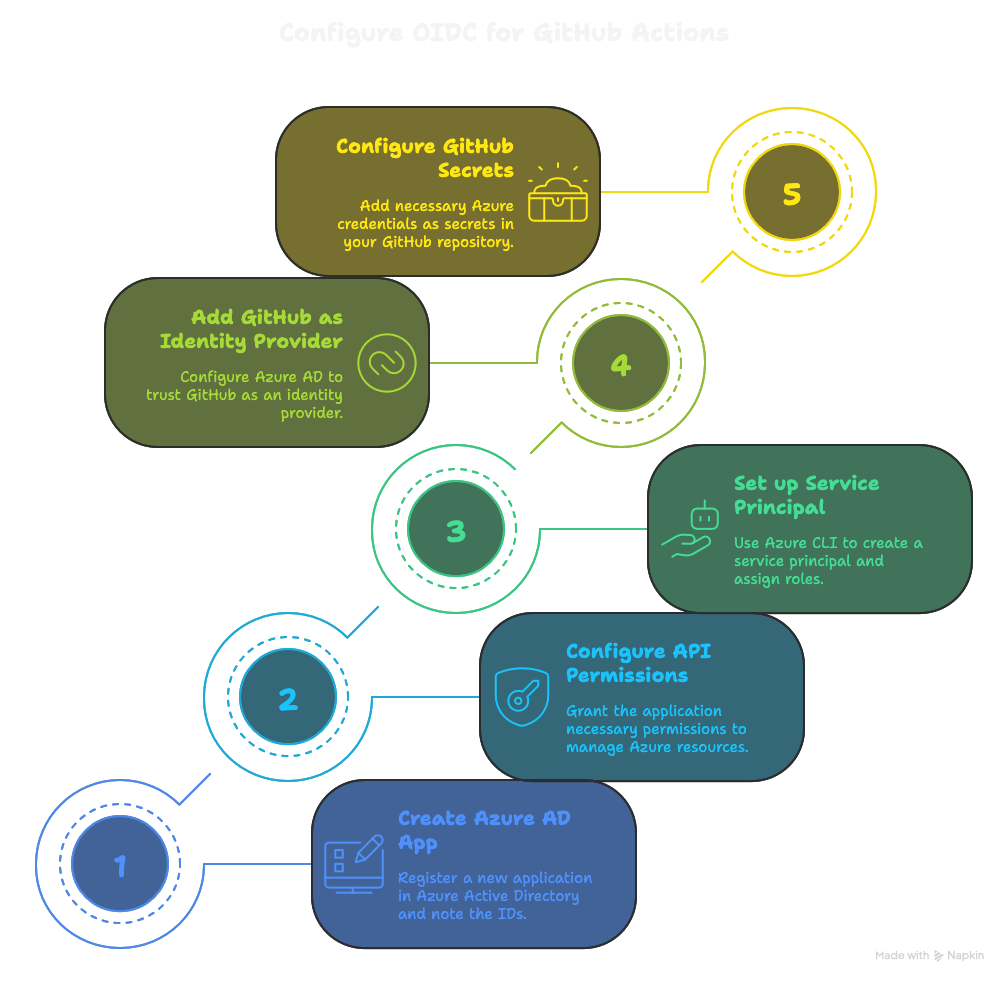 Configure OIDC for GitHub Actions
Configure GitHub
Secrets
Add necessary Azure
credentials as secrets in
your GitHub repository.
5
Add GitHub as
Identity Provider
Configure Azure AD to
trust GitHub as an identity
provider.
4
3
Set up Service
Principal
Use Azure CLI to create a
service principal and
assign roles.
2
Configure API
Permissions
Grant the application
necessary permissions to
manage Azure resources.
1
Create Azure AD
App
Register a new application
in Azure Active Directory
and note the IDs.
Made with Napkin